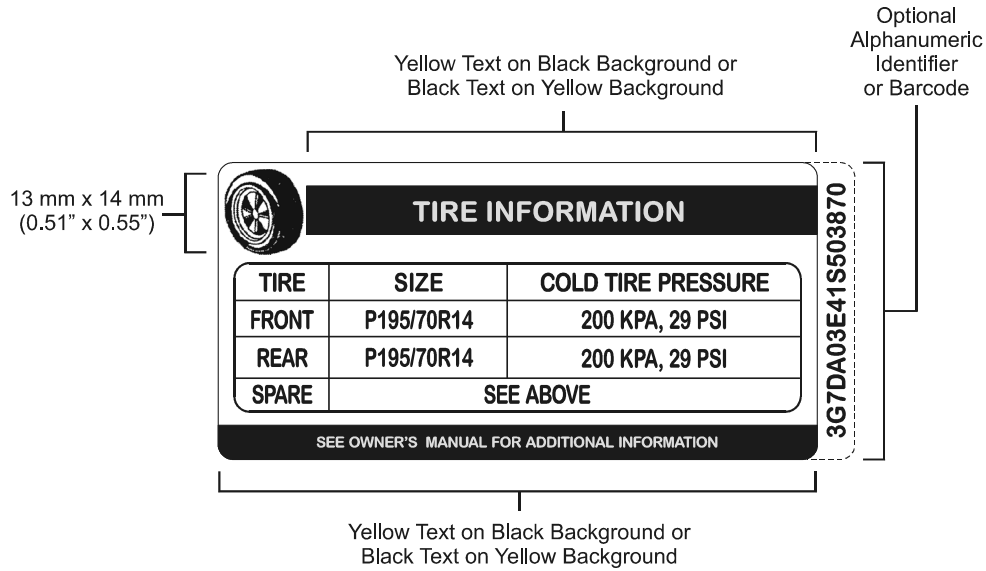 Optional
Alphanumeric
Identifier
or Barcode
Yellow Text on Black Background or
Black Text on Yellow Background
13 mm x 14 mm
(0.51” x 0.55”)
TIRE INFORMATION
TIRE SIZE COLD TIRE PRESSURE
FRONT P195/70R14 200 KPA, 29 PSI
REAR P195/70R14 200 KPA, 29 PSI
SPARE SEE ABOVE
SEE OWNER’S MANUAL FOR ADDITIONAL INFORMATION
3G7DA03E41S503870
Yellow Text on Black Background or
Black Text on Yellow Background